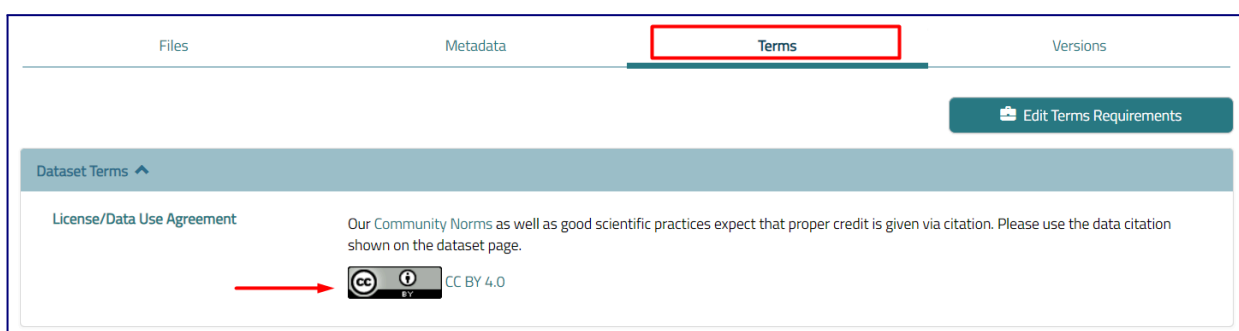 Files Metadata Terms Versions
Edit Terms Requirements
Dataset Terms
License/Data Use Agreement
Our Community Norms as well as good scientific practices expect that proper credit is given via citation. Please use the data citation
shown on the dataset page.
cc BY CC BY 4.0